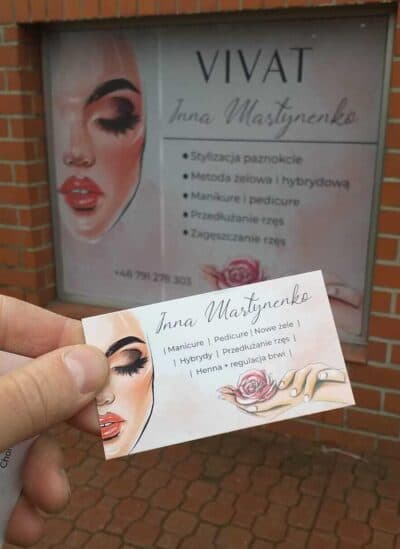 VIVAT
Inna Martynenko
• Stylizacja paznokcie
• Metoda żelowa i hybrydową
• Manikure i pedicure
• Przedłużanie rzęs
• Zagęszczanie rzęs
+48 791 278 303
Inna Martynenko
| Manicure | Pedicure | Nowe żele |
| Hybrydy | Przedłużanie rzęs |
| Henna + regulacja brwi |